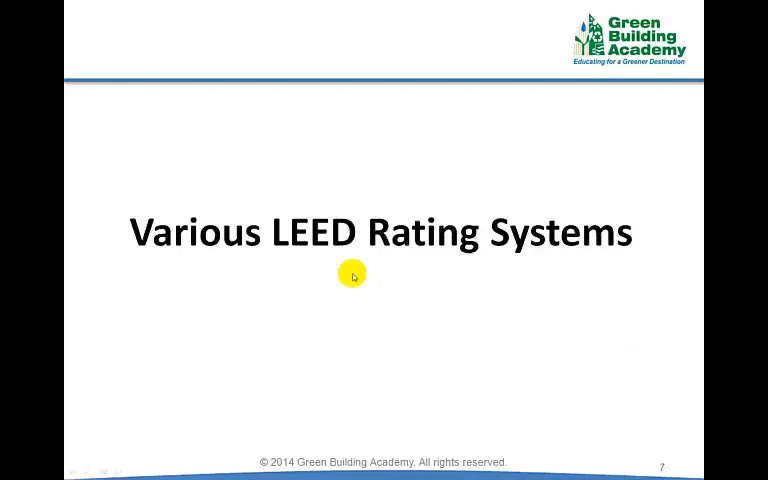 Green
Building
Academy
Educating for a Greener Destination
Various LEED Rating Systems
© 2014 Green Building Academy. All rights reserved.
7